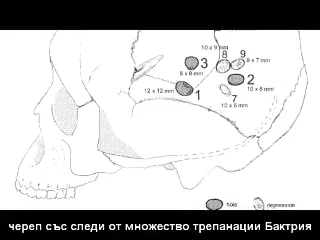 10 x 9 mm
3
8
9
9 x 7 mm
8 x 8 mm
2
12 x 12 mm
1
10 x 6 mm
7
10 x 5 mm
hole
depression
череп със следи от множество трепанации Бактрия